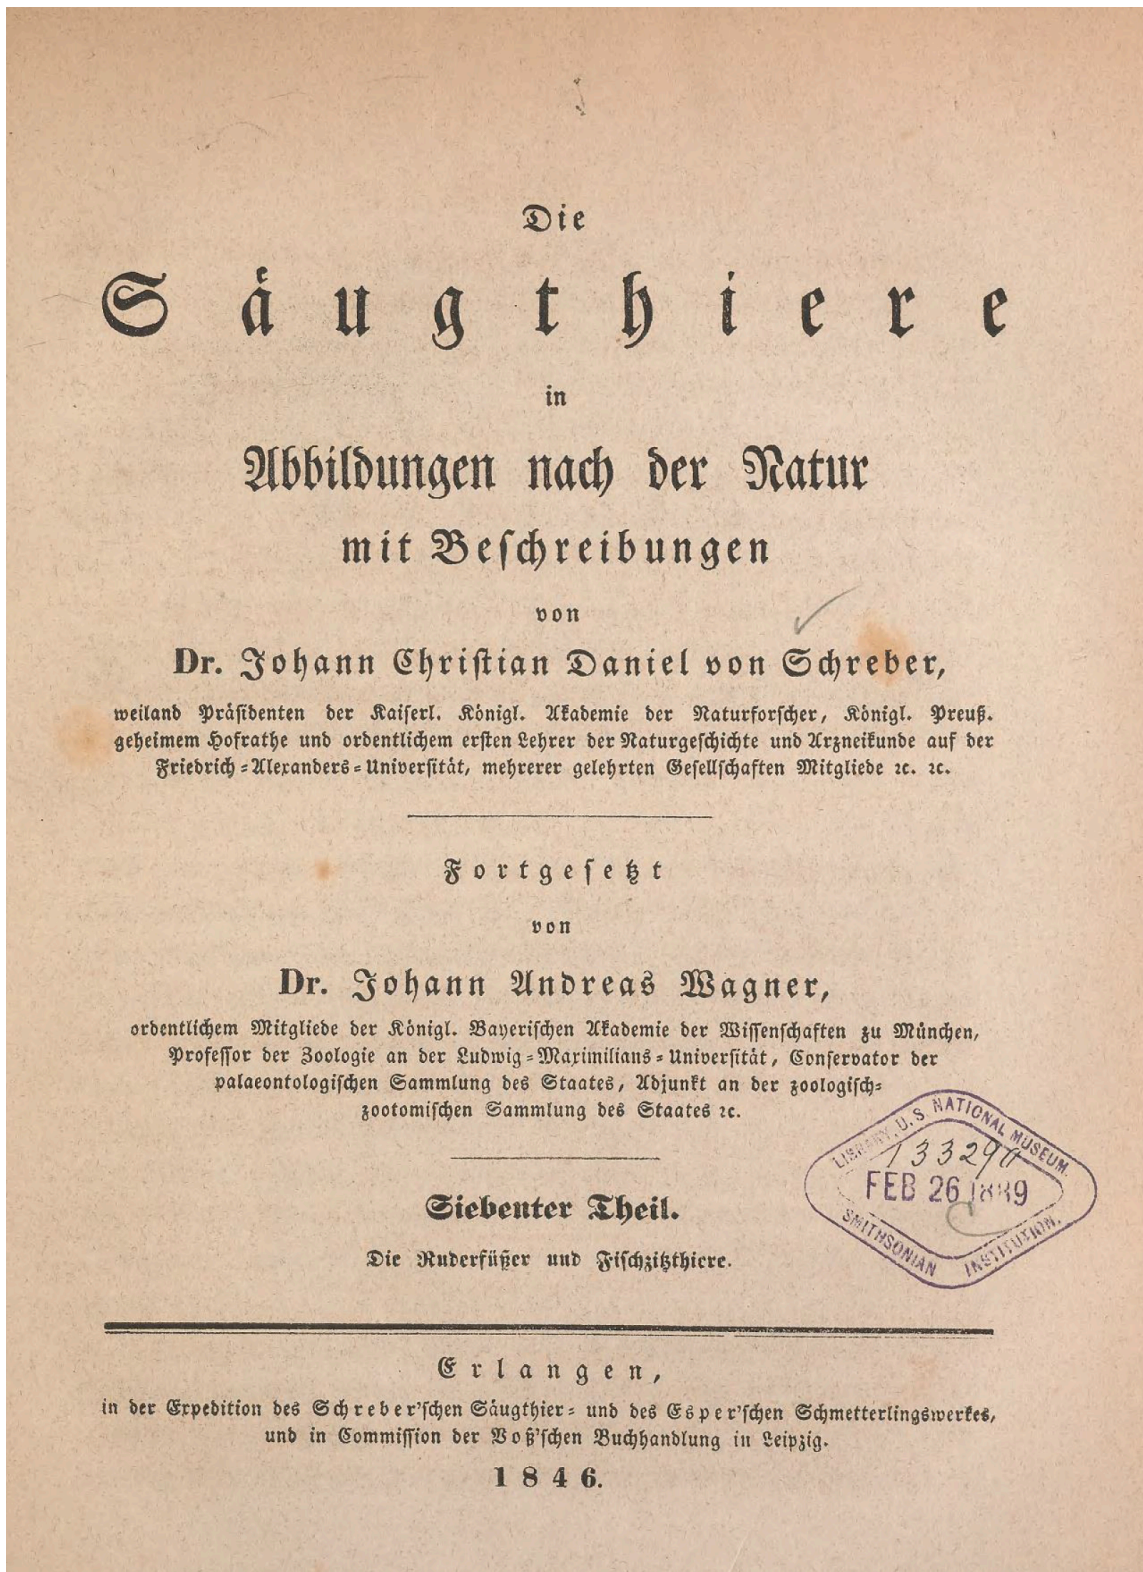 Die
Säugthiere
in
Abbildungen nach der Natur
mit Beſchreibungen
von
Dr. Johann Chriſtian Daniel von Schreber,
weiland Präſidenten der Kaiſerl. Königl. Akademie der Naturforſcher, Königl. Preuß.
geheimem Hofrathe und ordentlichem erſten Lehrer der Naturgeſchichte und Arzneikunde auf der
Friedrich-Alexanders-Univerſität, mehrerer gelehrten Geſellſchaften Mitgliede ꝛc. ꝛc.
Fortgeſetzt
von
Dr. Johann Andreas Wagner,
ordentlichem Mitgliede der Königl. Bayeriſchen Akademie der Wiſſenſchaften zu München,
Profeſſor der Zoologie an der Ludwig-Maximilians-Univerſität, Conſervator der
palaeontologiſchen Sammlung des Staates, Adjunkt an der zoologiſch-
zootomiſchen Sammlung des Staates ꝛc.
LIBRARY, U.S. NATIONAL MUSEUM.
FEB 26 1889
SMITHSONIAN INSTITUTION.
Siebenter Theil.
Die Ruderfüßer und Fiſchzitzthiere.
Erlangen,
in der Expedition des Schreber'ſchen Säugthier- und des Eſper'ſchen Schmetterlingswerkes,
und in Commiſſion der Voß'ſchen Buchhandlung in Leipzig.
1846.